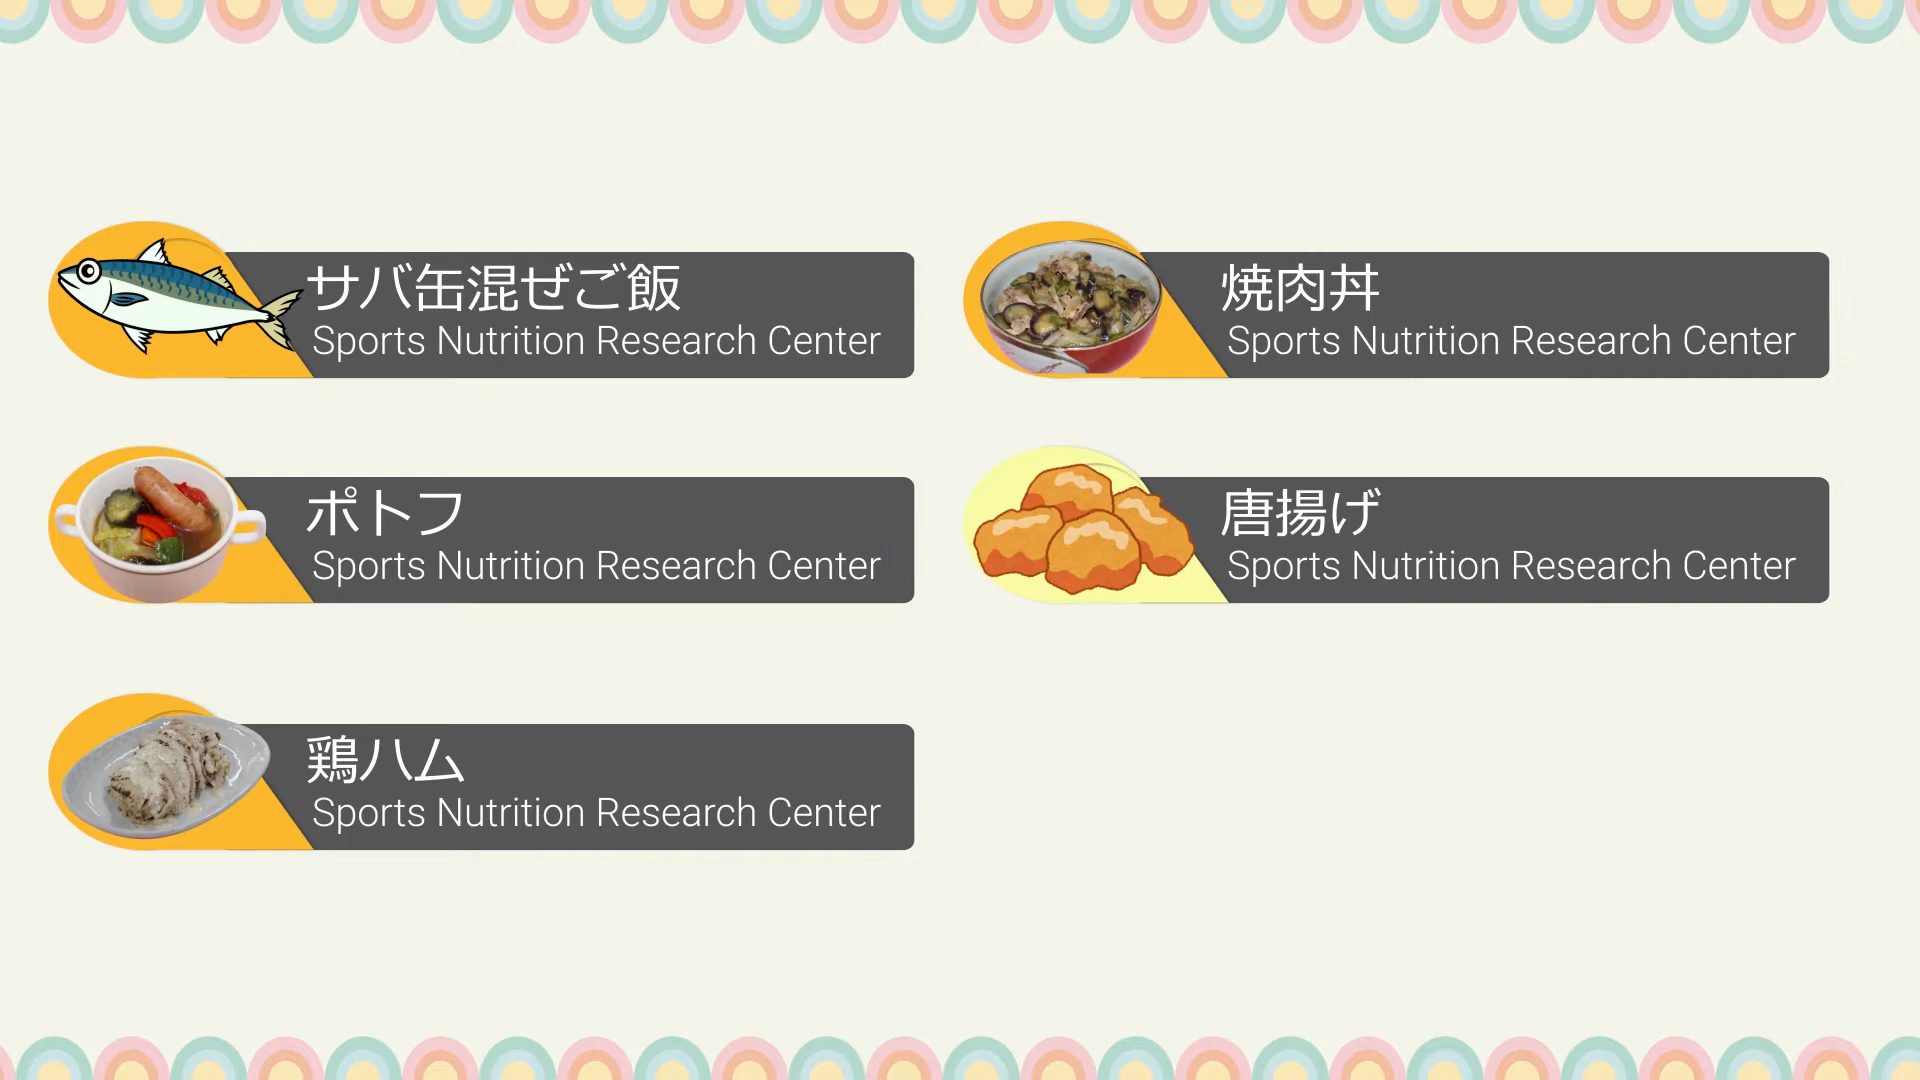 サバ缶混ぜご飯
Sports Nutrition Research Center
焼肉丼
Sports Nutrition Research Center
ポトフ
Sports Nutrition Research Center
唐揚げ
Sports Nutrition Research Center
鶏ハム
Sports Nutrition Research Center